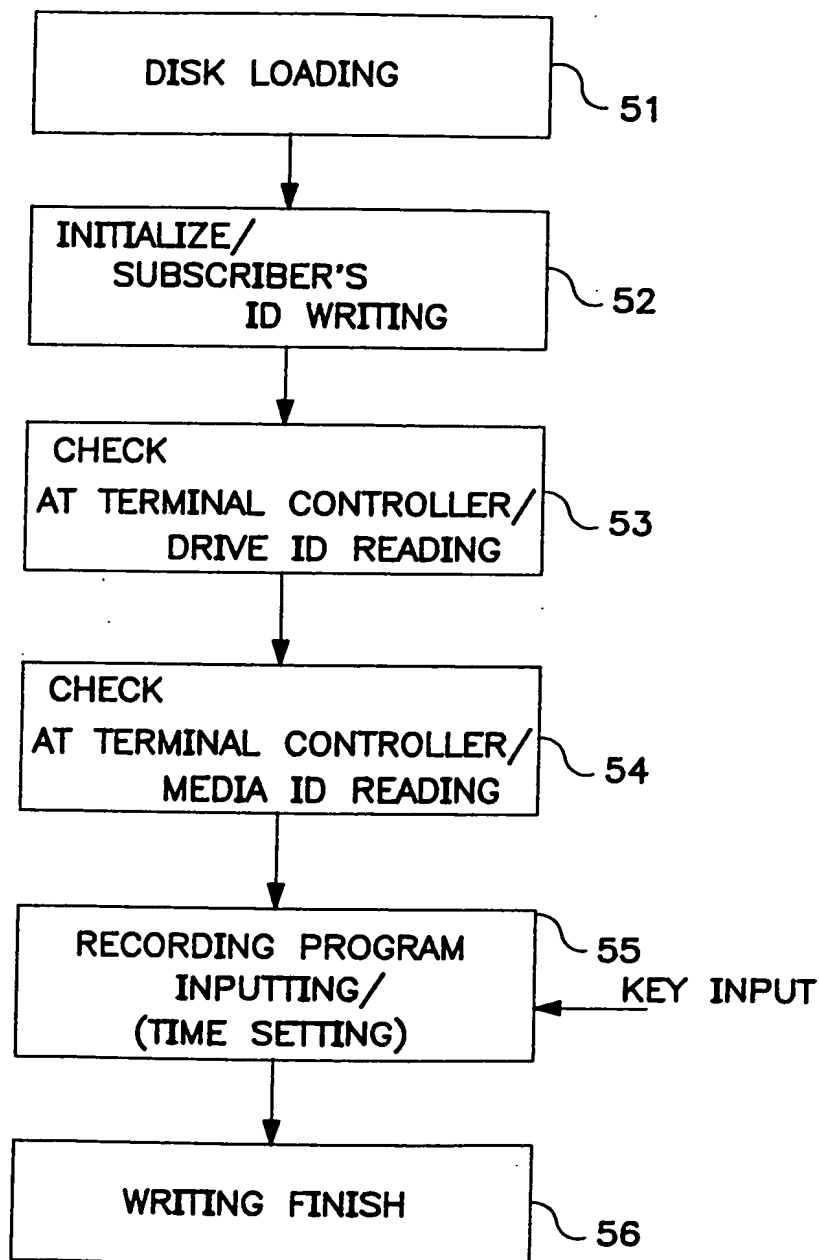 DISK LOADING
51
INITIALIZE/
SUBSCRIBER'S
ID WRITING
52
CHECK
AT TERMINAL CONTROLLER/
DRIVE ID READING
53
CHECK
AT TERMINAL CONTROLLER/
MEDIA ID READING
54
RECORDING PROGRAM
INPUTTING/
(TIME SETTING)
55
KEY INPUT
WRITING FINISH
56